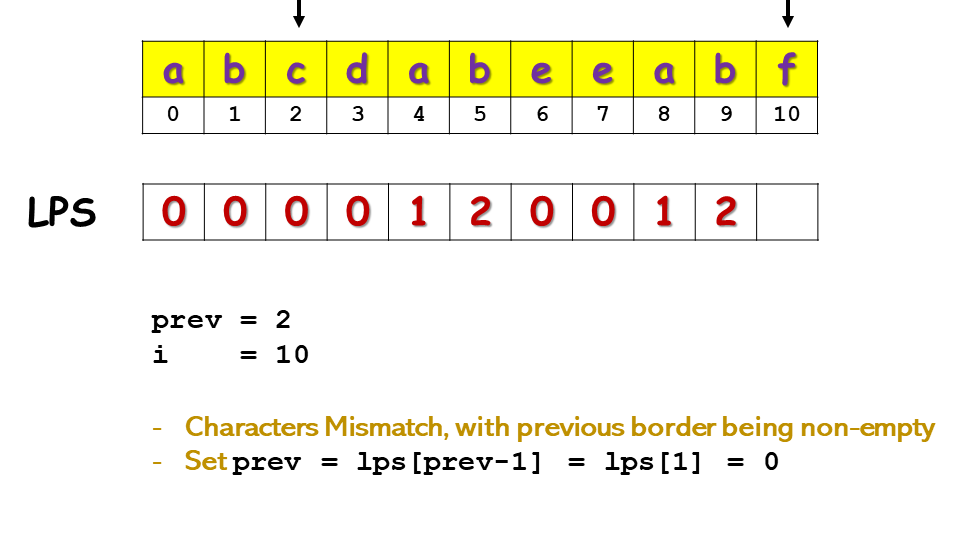 a b c d a b e e a b f
0 1 2 3 4 5 6 7 8 9 10
LPS 0 0 0 0 1 2 0 0 1 2
prev = 2
i = 10
- Characters Mismatch, with previous border being non-empty
- Set prev = lps[prev-1] = lps[1] = 0